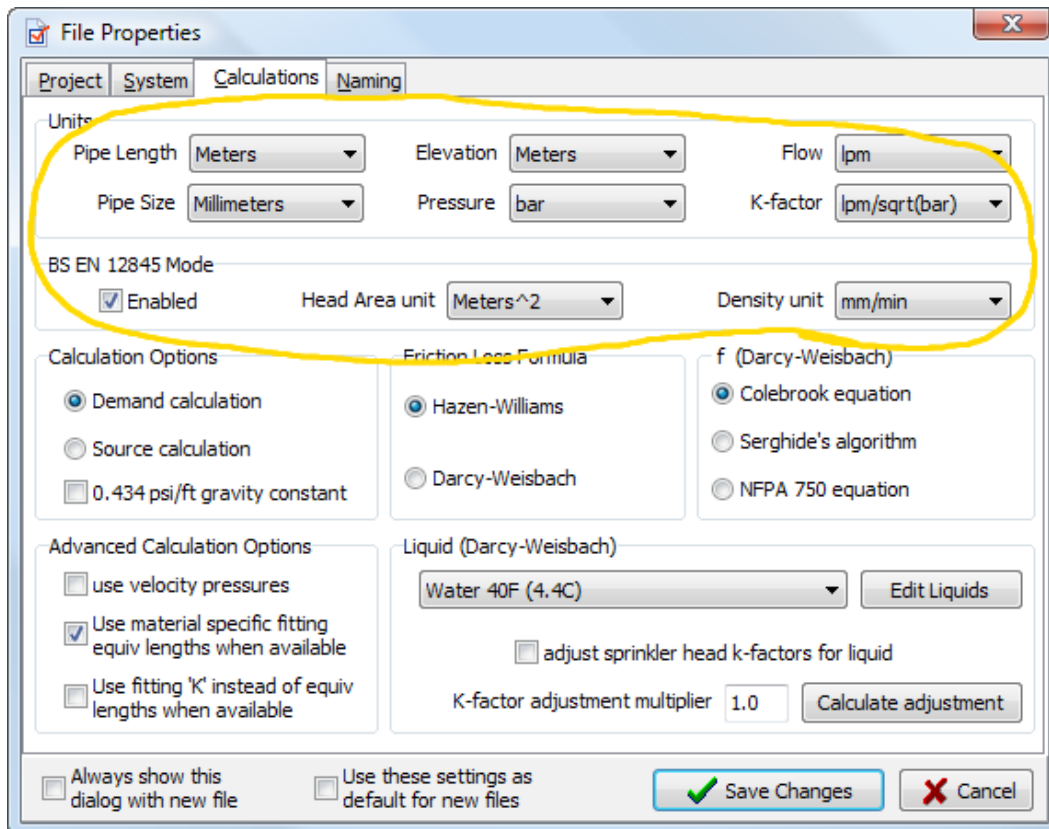 File Properties
Project System Calculations Naming
Units
Pipe Length Meters Elevation Meters Flow lpm
Pipe Size Millimeters Pressure bar K-factor lpm/sqrt(bar)
BS EN 12845 Mode
Enabled Head Area unit Meters^2 Density unit mm/min
Calculation Options
Demand calculation
Source calculation
0.434 psi/ft gravity constant
Friction Loss Formula
Hazen-Williams
Darcy-Weisbach
f (Darcy-Weisbach)
Colebrook equation
Serghide's algorithm
NFPA 750 equation
Advanced Calculation Options
use velocity pressures
Use material specific fitting
equiv lengths when available
Use fitting 'K' instead of equiv
lengths when available
Liquid (Darcy-Weisbach)
Water 40F (4.4C) Edit Liquids
adjust sprinkler head k-factors for liquid
K-factor adjustment multiplier 1.0 Calculate adjustment
Always show this
dialog with new file
Use these settings as
default for new files
Save Changes Cancel